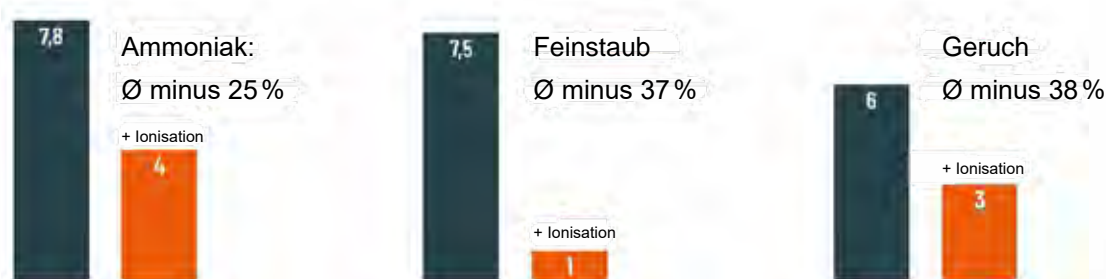 7,8
Ammoniak:
Ø minus 25 %
+ Ionisation
4
7,5
Feinstaub
Ø minus 37 %
+ Ionisation
1
6
Geruch
Ø minus 38 %
+ Ionisation
3